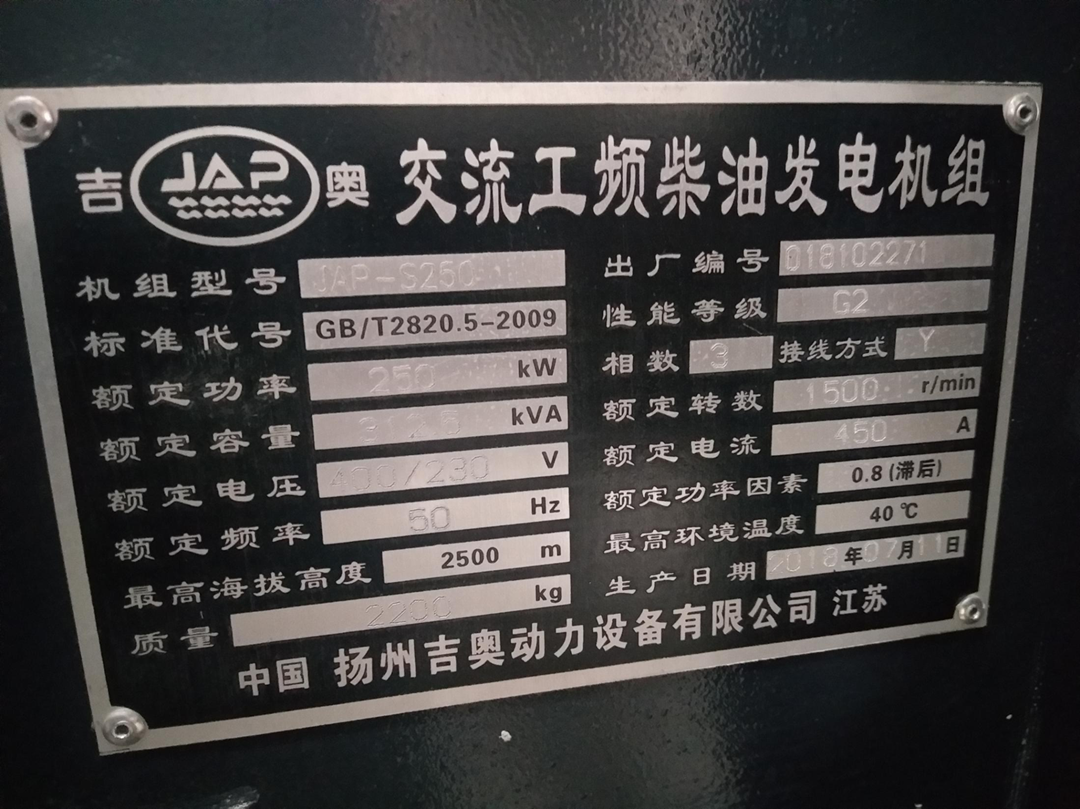 吉 JAP 奥 交流工频柴油发电机组
机组型号 JAP-S250 出厂编号 018102271
标准代号 GB/T2820.5-2009 性能等级 G2
额定功率 250 kW 相数 3 接线方式 Y
额定容量 312.5 kVA 额定转数 1500 r/min
额定电压 400/230 V 额定电流 450 A
额定频率 50 Hz 额定功率因素 0.8(滞后)
最高海拔高度 2500 m 最高环境温度 40℃
质量 2200 kg 生产日期 2018年07月11日
中国 扬州吉奥动力设备有限公司 江苏